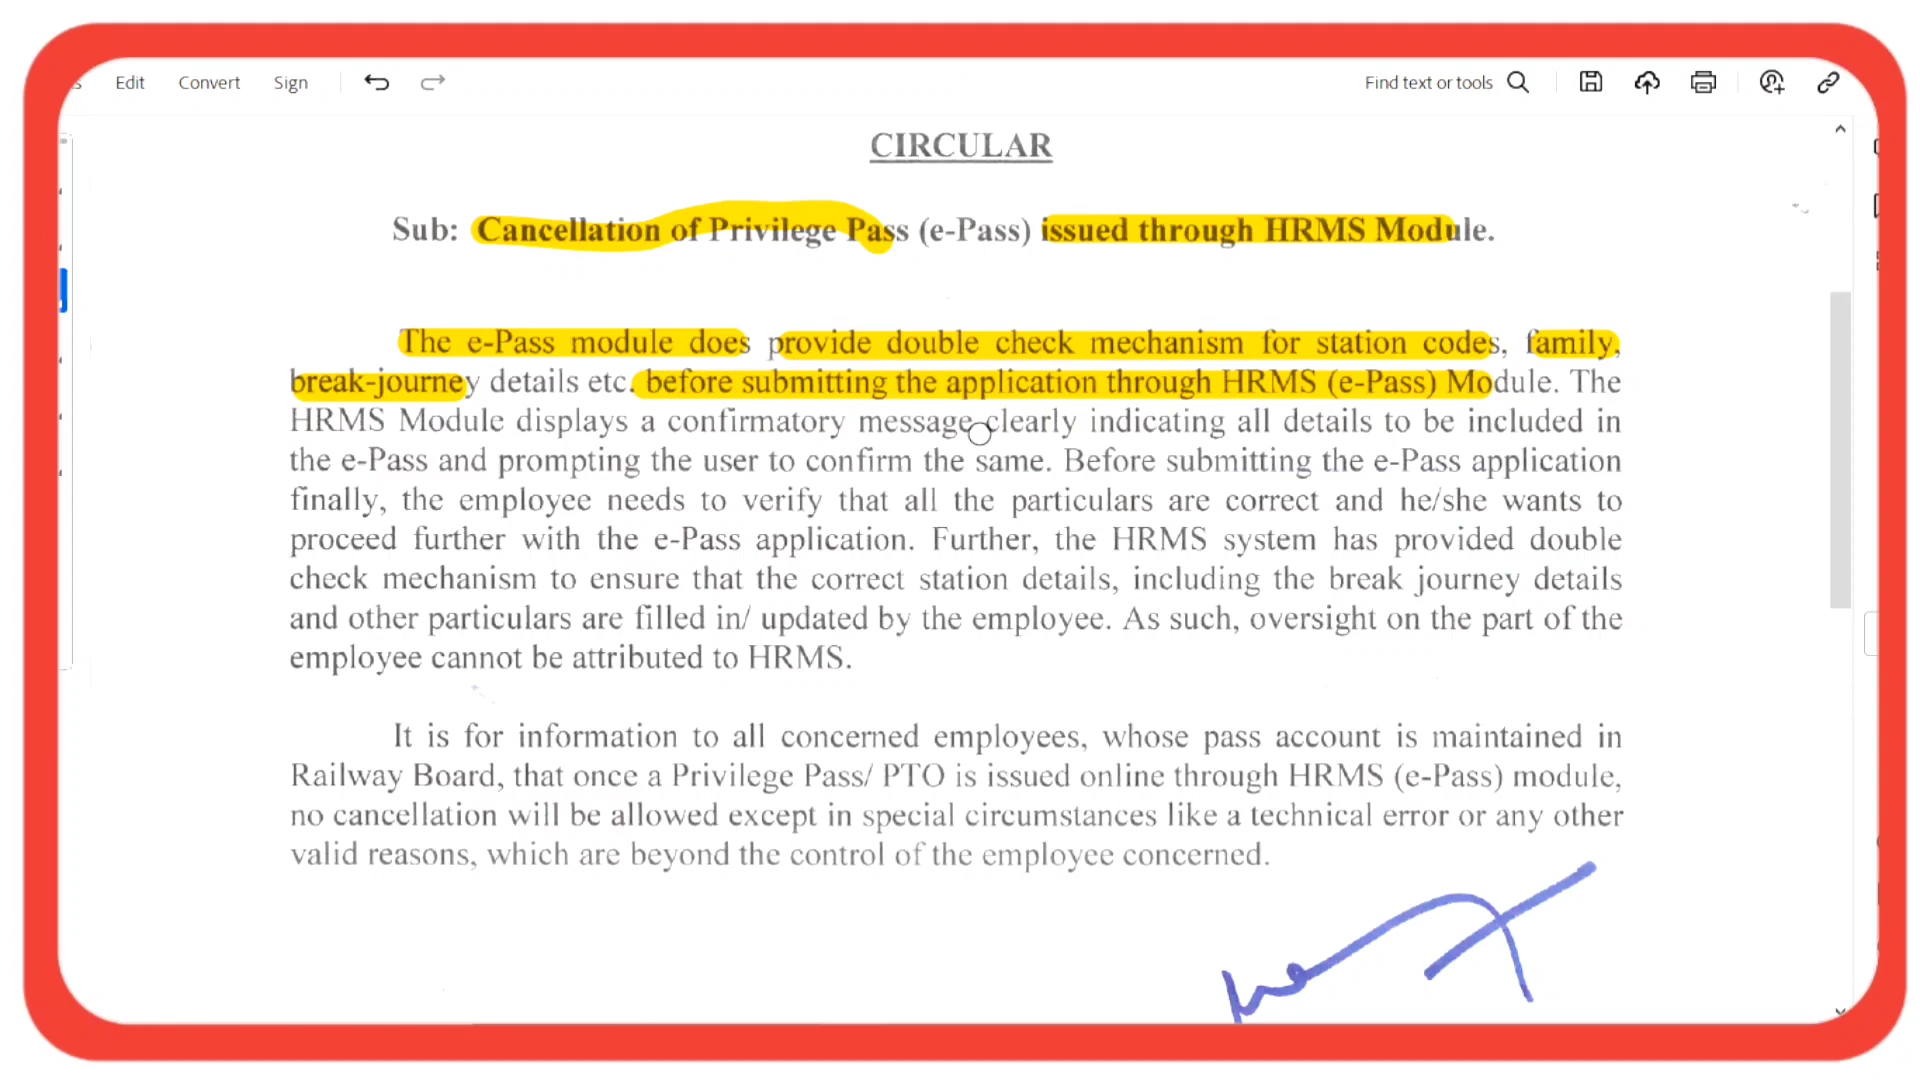 Edit Convert Sign Find text or tools
CIRCULAR
Sub: Cancellation of Privilege Pass (e-Pass) issued through HRMS Module.
The e-Pass module does provide double check mechanism for station codes, family,
break-journey details etc. before submitting the application through HRMS (e-Pass) Module. The
HRMS Module displays a confirmatory message clearly indicating all details to be included in
the e-Pass and prompting the user to confirm the same. Before submitting the e-Pass application
finally, the employee needs to verify that all the particulars are correct and he/she wants to
proceed further with the e-Pass application. Further, the HRMS system has provided double
check mechanism to ensure that the correct station details, including the break journey details
and other particulars are filled in/ updated by the employee. As such, oversight on the part of the
employee cannot be attributed to HRMS.
It is for information to all concerned employees, whose pass account is maintained in
Railway Board, that once a Privilege Pass/ PTO is issued online through HRMS (e-Pass) module,
no cancellation will be allowed except in special circumstances like a technical error or any other
valid reasons, which are beyond the control of the employee concerned.